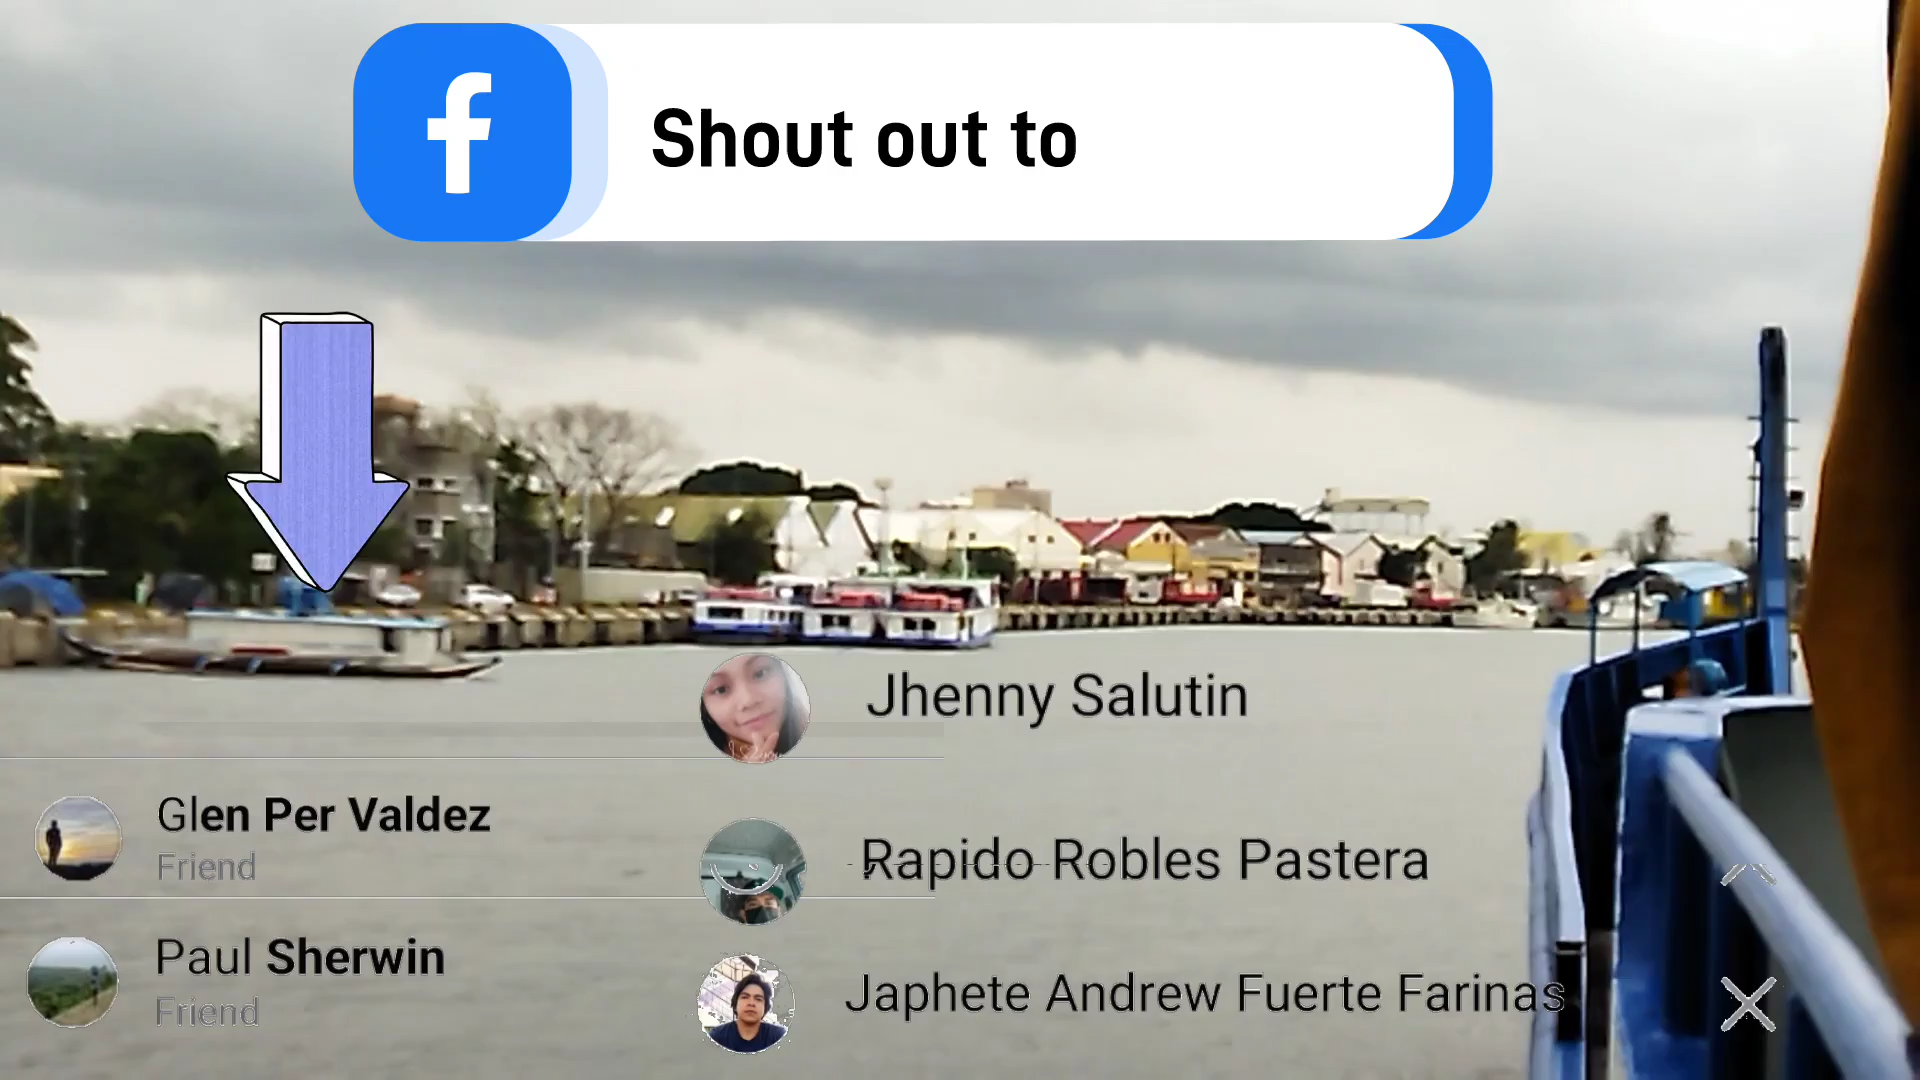 f
Shout out to
Jhenny Salutin
Glen Per Valdez
Friend
Rapido Robles Pastera
Paul Sherwin
Friend
Japhete Andrew Fuerte Farinas